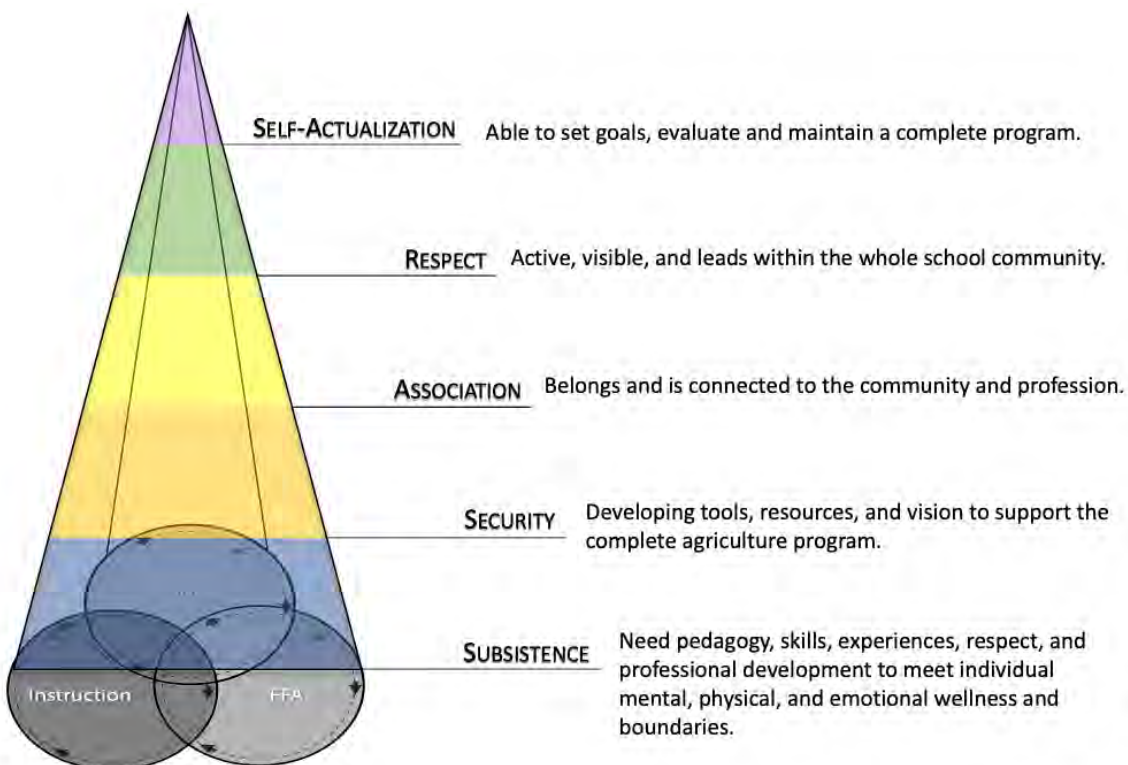 SELF-ACTUALIZATION Able to set goals, evaluate and maintain a complete program.
RESPECT Active, visible, and leads within the whole school community.
ASSOCIATION Belongs and is connected to the community and profession.
SECURITY Developing tools, resources, and vision to support the
complete agriculture program.
SUBSISTENCE Need pedagogy, skills, experiences, respect, and
professional development to meet individual
mental, physical, and emotional wellness and
boundaries.
Instruction FFA